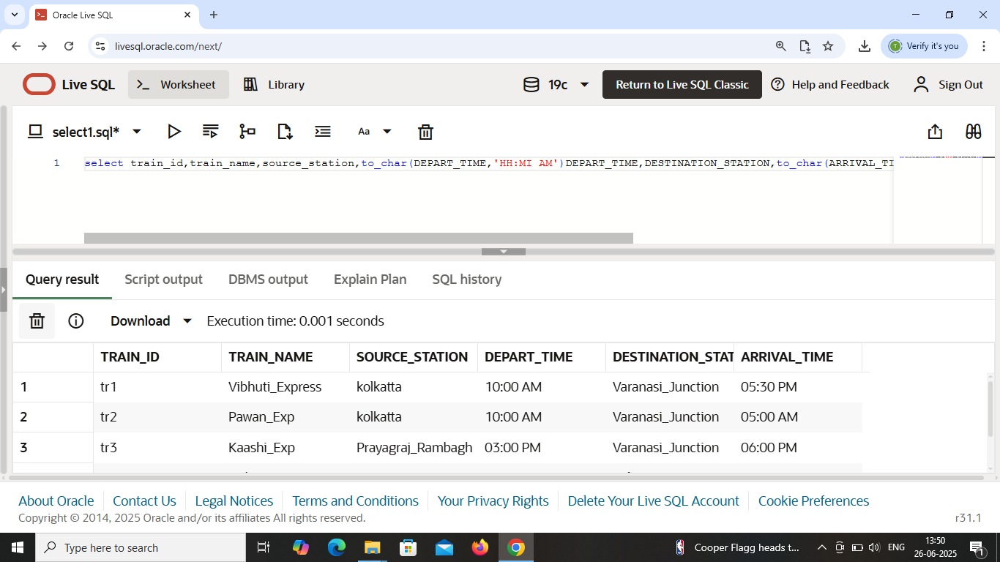 Oracle Live SQL
livesql.oracle.com/next/
Verify it's you
Live SQL
Worksheet
Library
19c
Return to Live SQL Classic
Help and Feedback
Sign Out
select1.sql*
Aa
1 select train_id,train_name,source_station,to_char(DEPART_TIME,'HH:MI AM')DEPART_TIME,DESTINATION_STATION,to_char(ARRIVAL_TI
Query result Script output DBMS output Explain Plan SQL history
Download Execution time: 0.001 seconds
TRAIN_ID TRAIN_NAME SOURCE_STATION DEPART_TIME DESTINATION_STAT ARRIVAL_TIME
1 tr1 Vibhuti_Express kolkatta 10:00 AM Varanasi_Junction 05:30 PM
2 tr2 Pawan_Exp kolkatta 10:00 AM Varanasi_Junction 05:00 AM
3 tr3 Kaashi_Exp Prayagraj_Rambagh 03:00 PM Varanasi_Junction 06:00 PM
About Oracle Contact Us Legal Notices Terms and Conditions Your Privacy Rights Delete Your Live SQL Account Cookie Preferences
Copyright © 2014, 2025 Oracle and/or its affiliates All rights reserved. r31.1
Type here to search
Cooper Flagg heads t...
ENG
13:50
26-06-2025
1